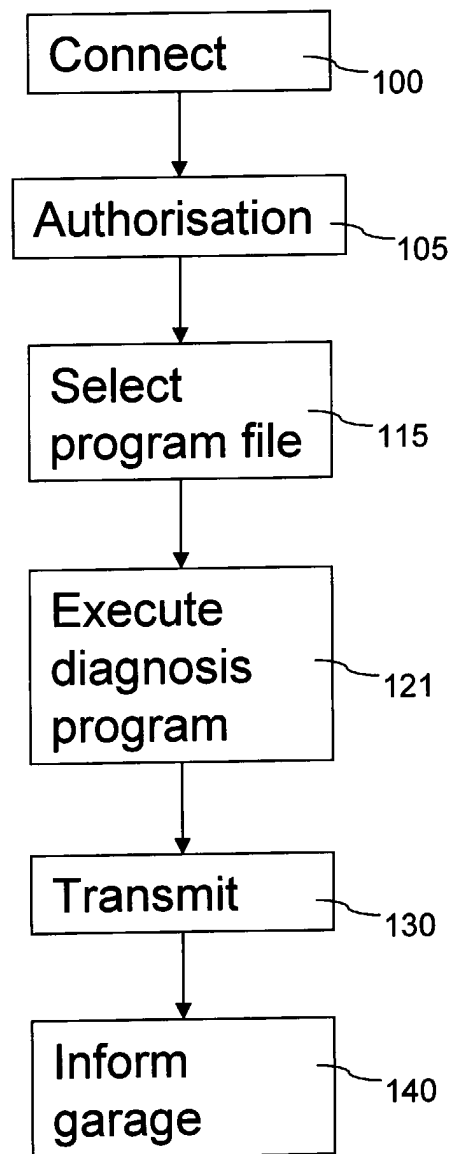 Connect
100
Authorisation
105
Select
program file
115
Execute
diagnosis
program
121
Transmit
130
Inform
garage
140